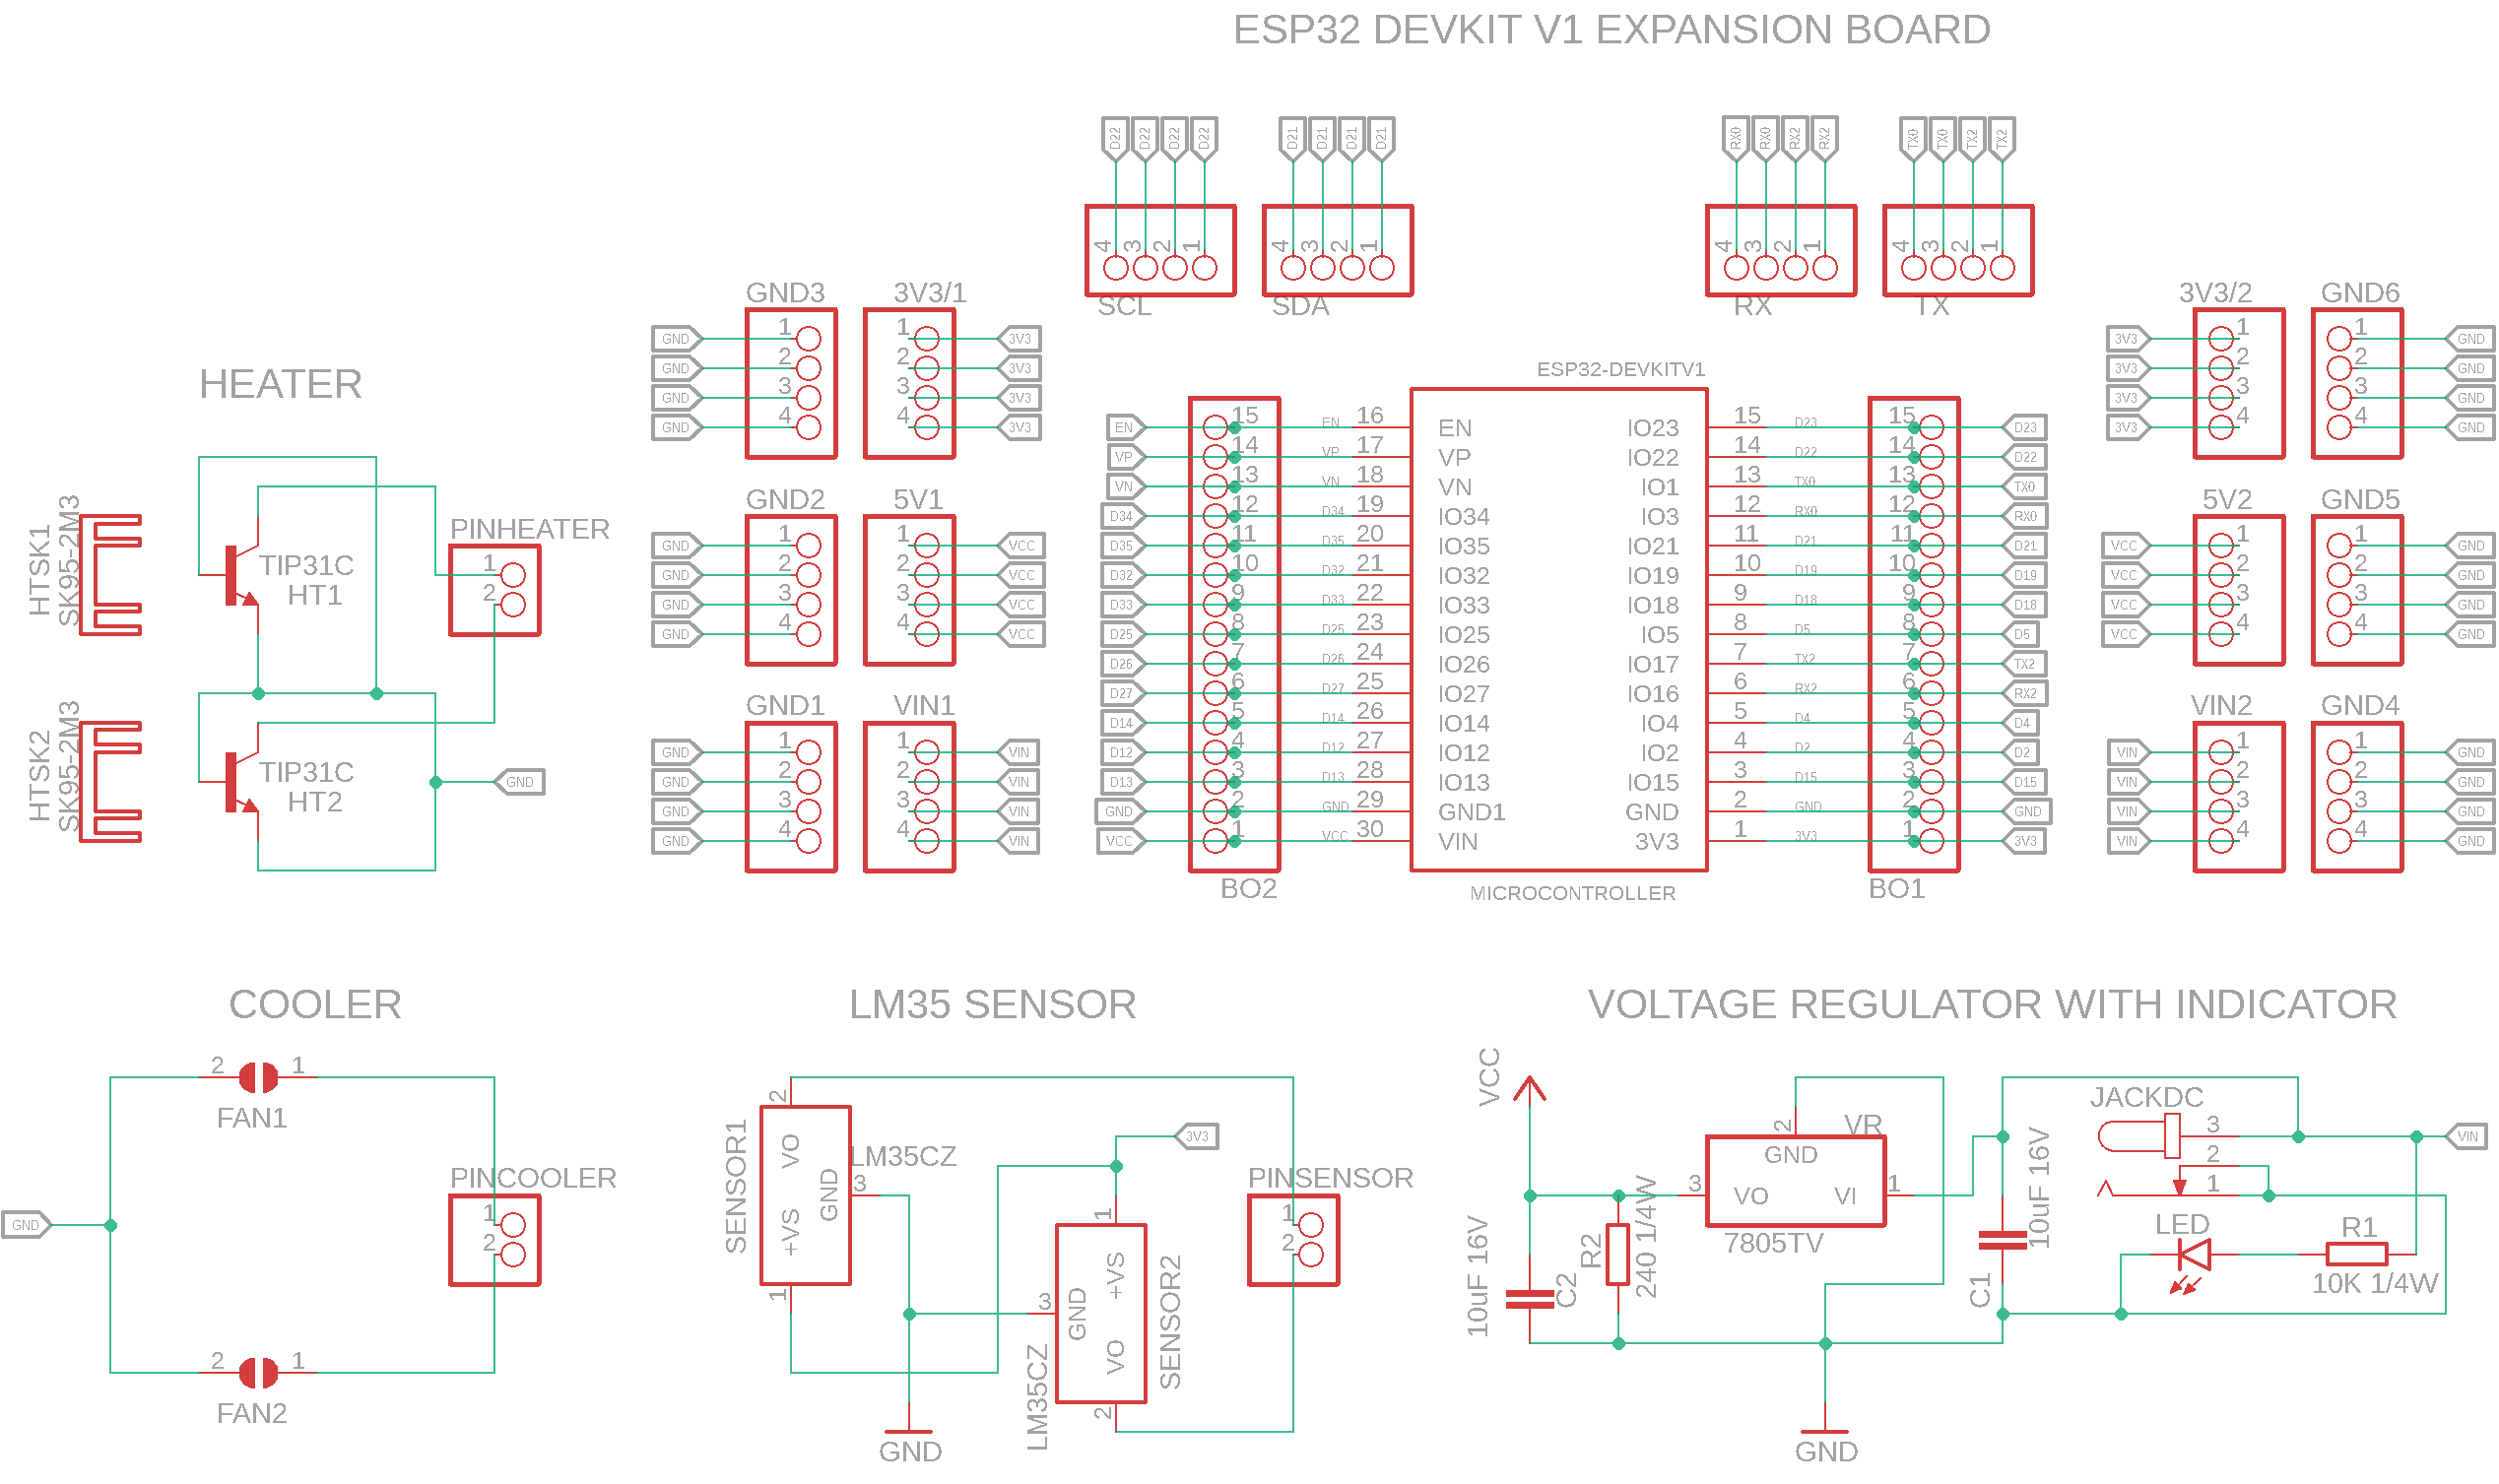 ESP32 DEVKIT V1 EXPANSION BOARD
D22 D22 D22 D22
4 3 2 1
SCL
D21 D21 D21 D21
4 3 2 1
SDA
RX0 RX0 RX2 RX2
4 3 2 1
RX
TX0 TX0 TX2 TX2
4 3 2 1
TX
HEATER
HTSK1
SK95-2M3
TIP31C
HT1
PINHEATER
1
2
HTSK2
SK95-2M3
TIP31C
HT2
GND
GND3
GND 1
GND 2
GND 3
GND 4
3V3/1
1 3V3
2 3V3
3 3V3
4 3V3
GND2
GND 1
GND 2
GND 3
GND 4
5V1
1 VCC
2 VCC
3 VCC
4 VCC
GND1
GND 1
GND 2
GND 3
GND 4
VIN1
1 VIN
2 VIN
3 VIN
4 VIN
ESP32-DEVKITV1
EN 15 EN 16 EN IO23 15 D23 15 D23
VP 14 VP 17 VP IO22 14 D22 14 D22
VN 13 VN 18 VN IO1 13 TX0 13 TX0
D34 12 D34 19 IO34 IO3 12 RX0 12 RX0
D35 11 D35 20 IO35 IO21 11 D21 11 D21
D32 10 D32 21 IO32 IO19 10 D19 10 D19
D33 9 D33 22 IO33 IO18 9 D18 9 D18
D25 8 D25 23 IO25 IO5 8 D5 8 D5
D26 7 D26 24 IO26 IO17 7 TX2 7 TX2
D27 6 D27 25 IO27 IO16 6 RX2 6 RX2
D14 5 D14 26 IO14 IO4 5 D4 5 D4
D12 4 D12 27 IO12 IO2 4 D2 4 D2
D13 3 D13 28 IO13 IO15 3 D15 3 D15
GND 2 GND 29 GND1 GND 2 GND 2 GND
VCC 1 VCC 30 VIN 3V3 1 3V3 1 3V3
BO2
MICROCONTROLLER
BO1
3V3/2
3V3 1
3V3 2
3V3 3
3V3 4
GND6
1 GND
2 GND
3 GND
4 GND
5V2
VCC 1
VCC 2
VCC 3
VCC 4
GND5
1 GND
2 GND
3 GND
4 GND
VIN2
VIN 1
VIN 2
VIN 3
VIN 4
GND4
1 GND
2 GND
3 GND
4 GND
COOLER
2 1
FAN1
GND
PINCOOLER
1
2
2 1
FAN2
LM35 SENSOR
SENSOR1
2
VO
+VS
GND
1
LM35CZ
3
3V3
1
3
GND
+VS
VO
2
LM35CZ
SENSOR2
GND
PINSENSOR
1
2
VOLTAGE REGULATOR WITH INDICATOR
VCC
10uF 16V
C2
R2
240 1/4W
2
VR
GND
3 VO VI 1
7805TV
10uF 16V
C1
JACKDC
3
2
1
VIN
LED
R1
10K 1/4W
GND